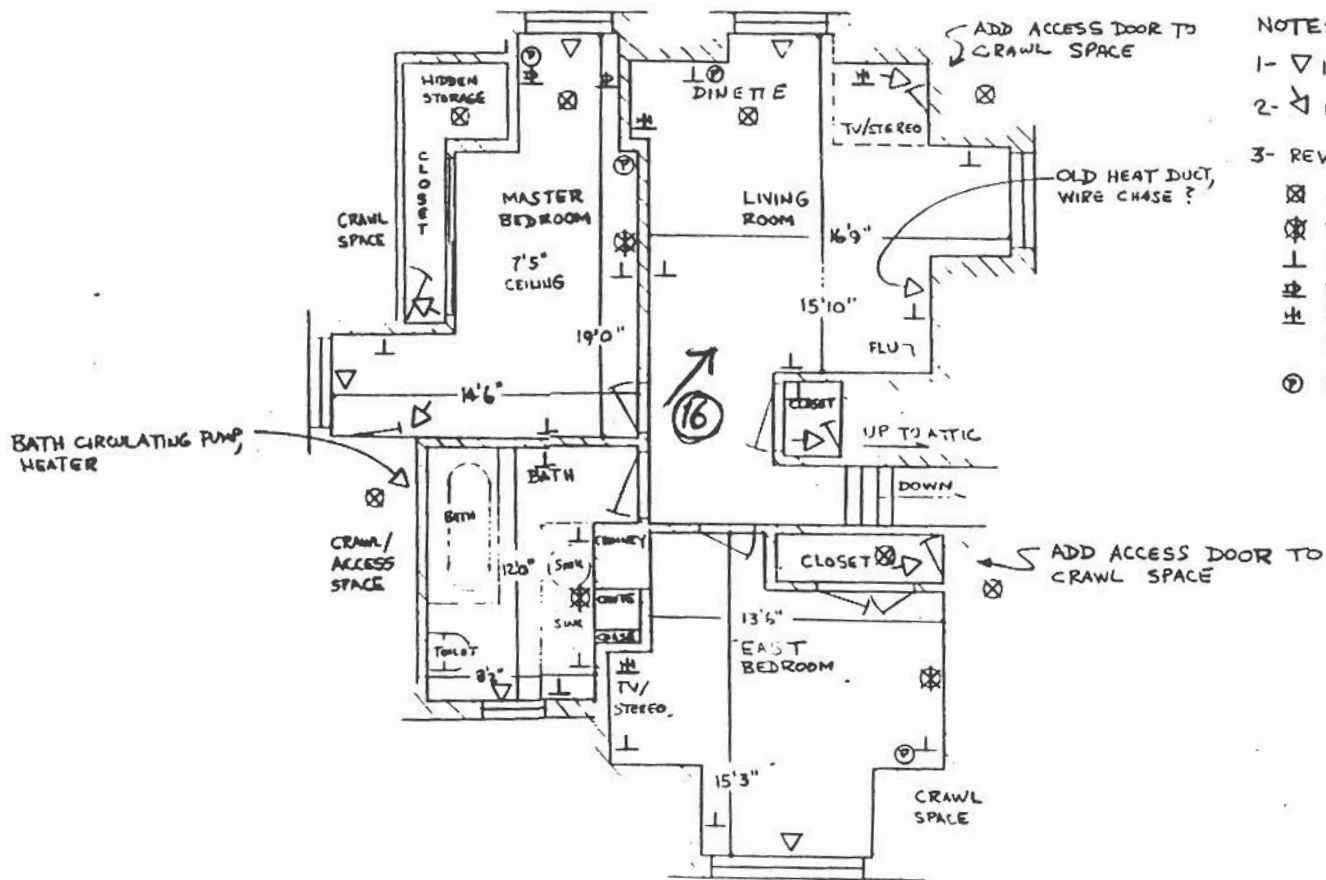 ADD ACCESS DOOR TO
CRAWL SPACE
NOTES
1-
2-
3- REV
HIDDEN
STORAGE
CLOSET
CRAWL
SPACE
MASTER
BEDROOM
7'5"
CEILING
19'0"
14'6"
DINETTE
TV/STEREO
LIVING
ROOM
16'9"
15'10"
OLD HEAT DUCT,
WIRE CHASE ?
FLU
16
CLOSET
UP TO ATTIC
DOWN
BATH CIRCULATING PUMP,
HEATER
CRAWL/
ACCESS
SPACE
BATH
BATH
12'0"
SINK
SINK
TOILET
8'2"
CHIMNEY
CHUTE
CHASE
CLOSET
ADD ACCESS DOOR TO
CRAWL SPACE
EAST
BEDROOM
TV/
STEREO
15'3"
CRAWL
SPACE
P
P
P
P
P